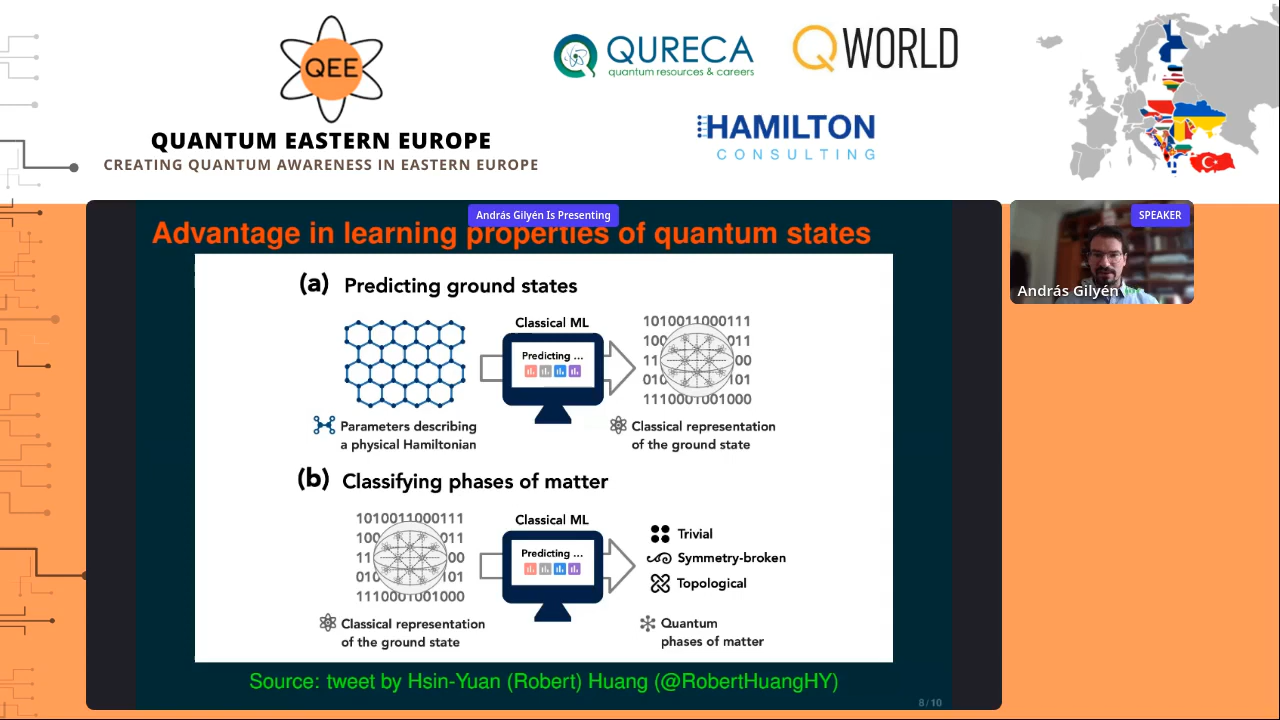 QEE
QUANTUM EASTERN EUROPE
CREATING QUANTUM AWARENESS IN EASTERN EUROPE
QURECA
quantum resources & careers
QWORLD
HAMILTON
CONSULTING
András Gilyén Is Presenting
SPEAKER
András Gilyén
Advantage in learning properties of quantum states
(a) Predicting ground states
Classical ML
Predicting ...
1010011000111
100 011
11 00
010 101
1110001001000
Parameters describing
a physical Hamiltonian
Classical representation
of the ground state
(b) Classifying phases of matter
1010011000111
100 011
11 00
010 101
1110001001000
Classical ML
Predicting ...
Trivial
Symmetry-broken
Topological
Classical representation
of the ground state
Quantum
phases of matter
Source: tweet by Hsin-Yuan (Robert) Huang (@RobertHuangHY)
8/10